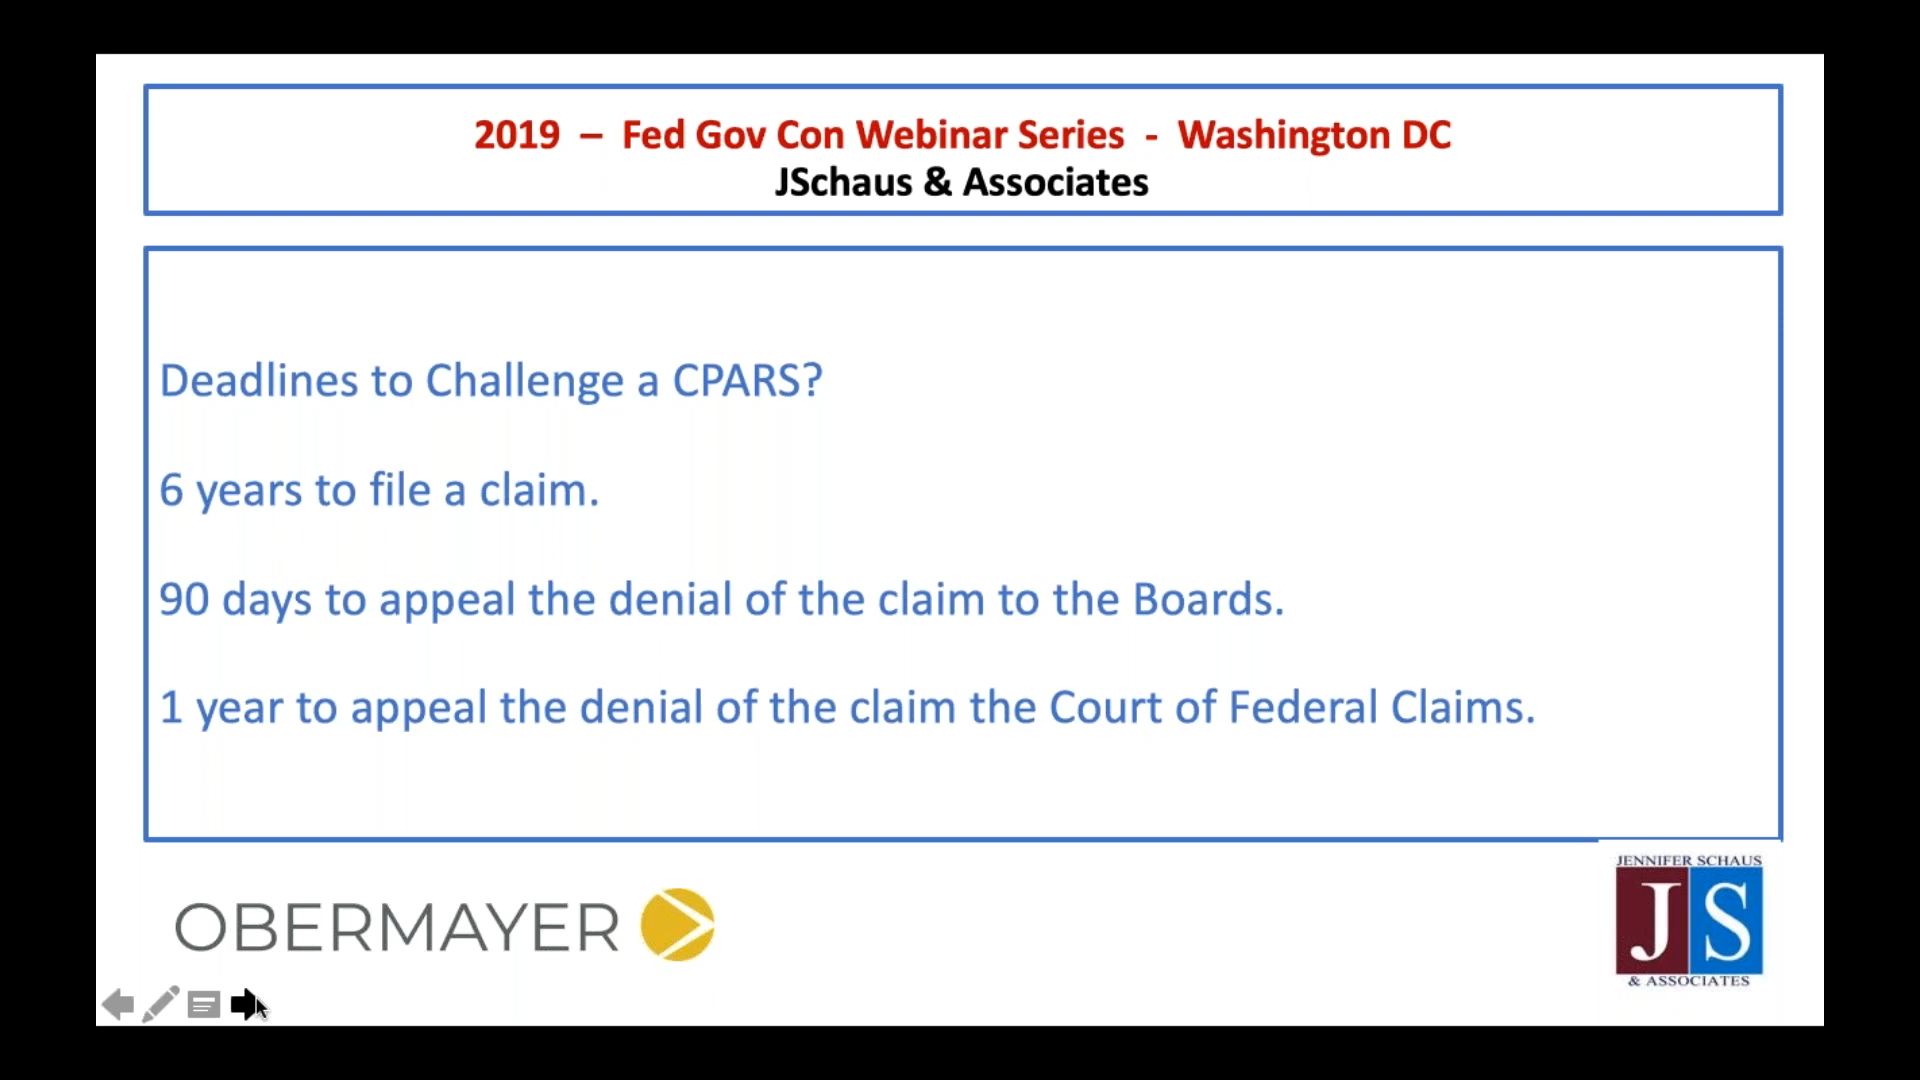 2019 – Fed Gov Con Webinar Series - Washington DC
JSchaus & Associates
Deadlines to Challenge a CPARS?
6 years to file a claim.
90 days to appeal the denial of the claim to the Boards.
1 year to appeal the denial of the claim the Court of Federal Claims.
OBERMAYER
JENNIFER SCHAUS
JS
& ASSOCIATES